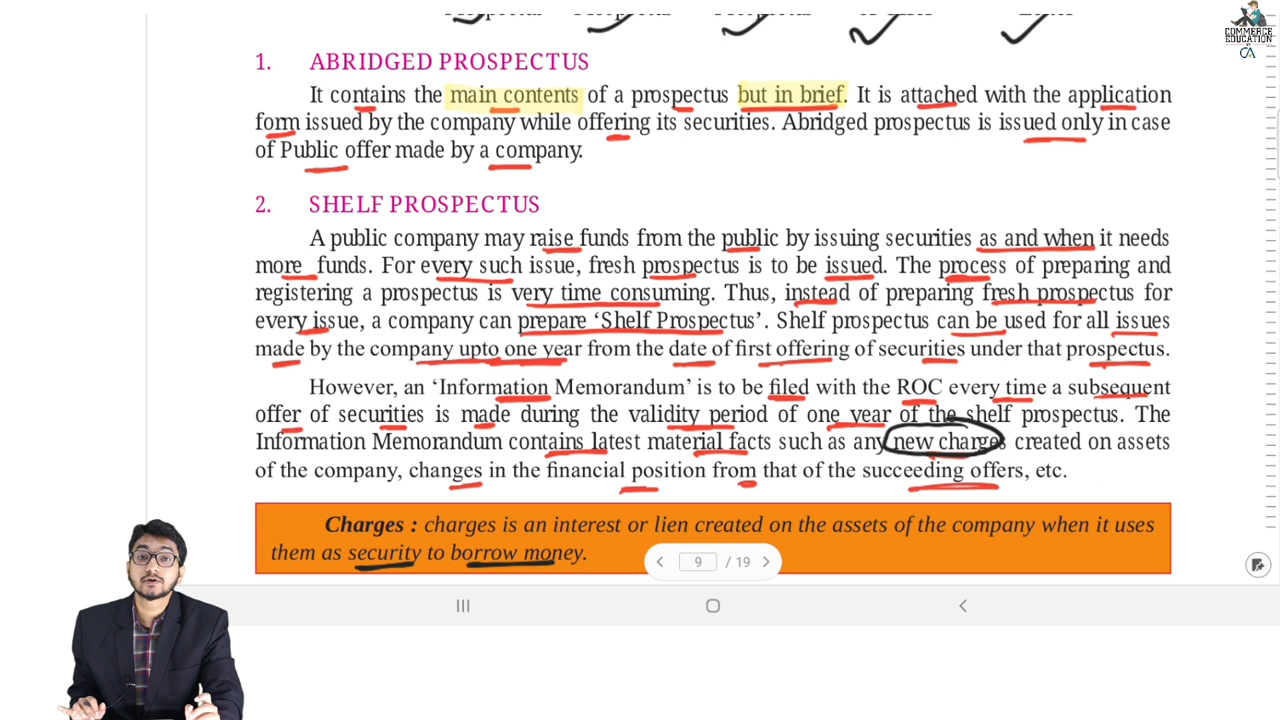 COMMERCE
EDUCATION
BY
CA
1. ABRIDGED PROSPECTUS
It contains the main contents of a prospectus but in brief. It is attached with the application
form issued by the company while offering its securities. Abridged prospectus is issued only in case
of Public offer made by a company.
2. SHELF PROSPECTUS
A public company may raise funds from the public by issuing securities as and when it needs
more funds. For every such issue, fresh prospectus is to be issued. The process of preparing and
registering a prospectus is very time consuming. Thus, instead of preparing fresh prospectus for
every issue, a company can prepare ‘Shelf Prospectus’. Shelf prospectus can be used for all issues
made by the company upto one year from the date of first offering of securities under that prospectus.
However, an ‘Information Memorandum’ is to be filed with the ROC every time a subsequent
offer of securities is made during the validity period of one year of the shelf prospectus. The
Information Memorandum contains latest material facts such as any new charges created on assets
of the company, changes in the financial position from that of the succeeding offers, etc.
Charges : charges is an interest or lien created on the assets of the company when it uses
them as security to borrow money.
9 / 19